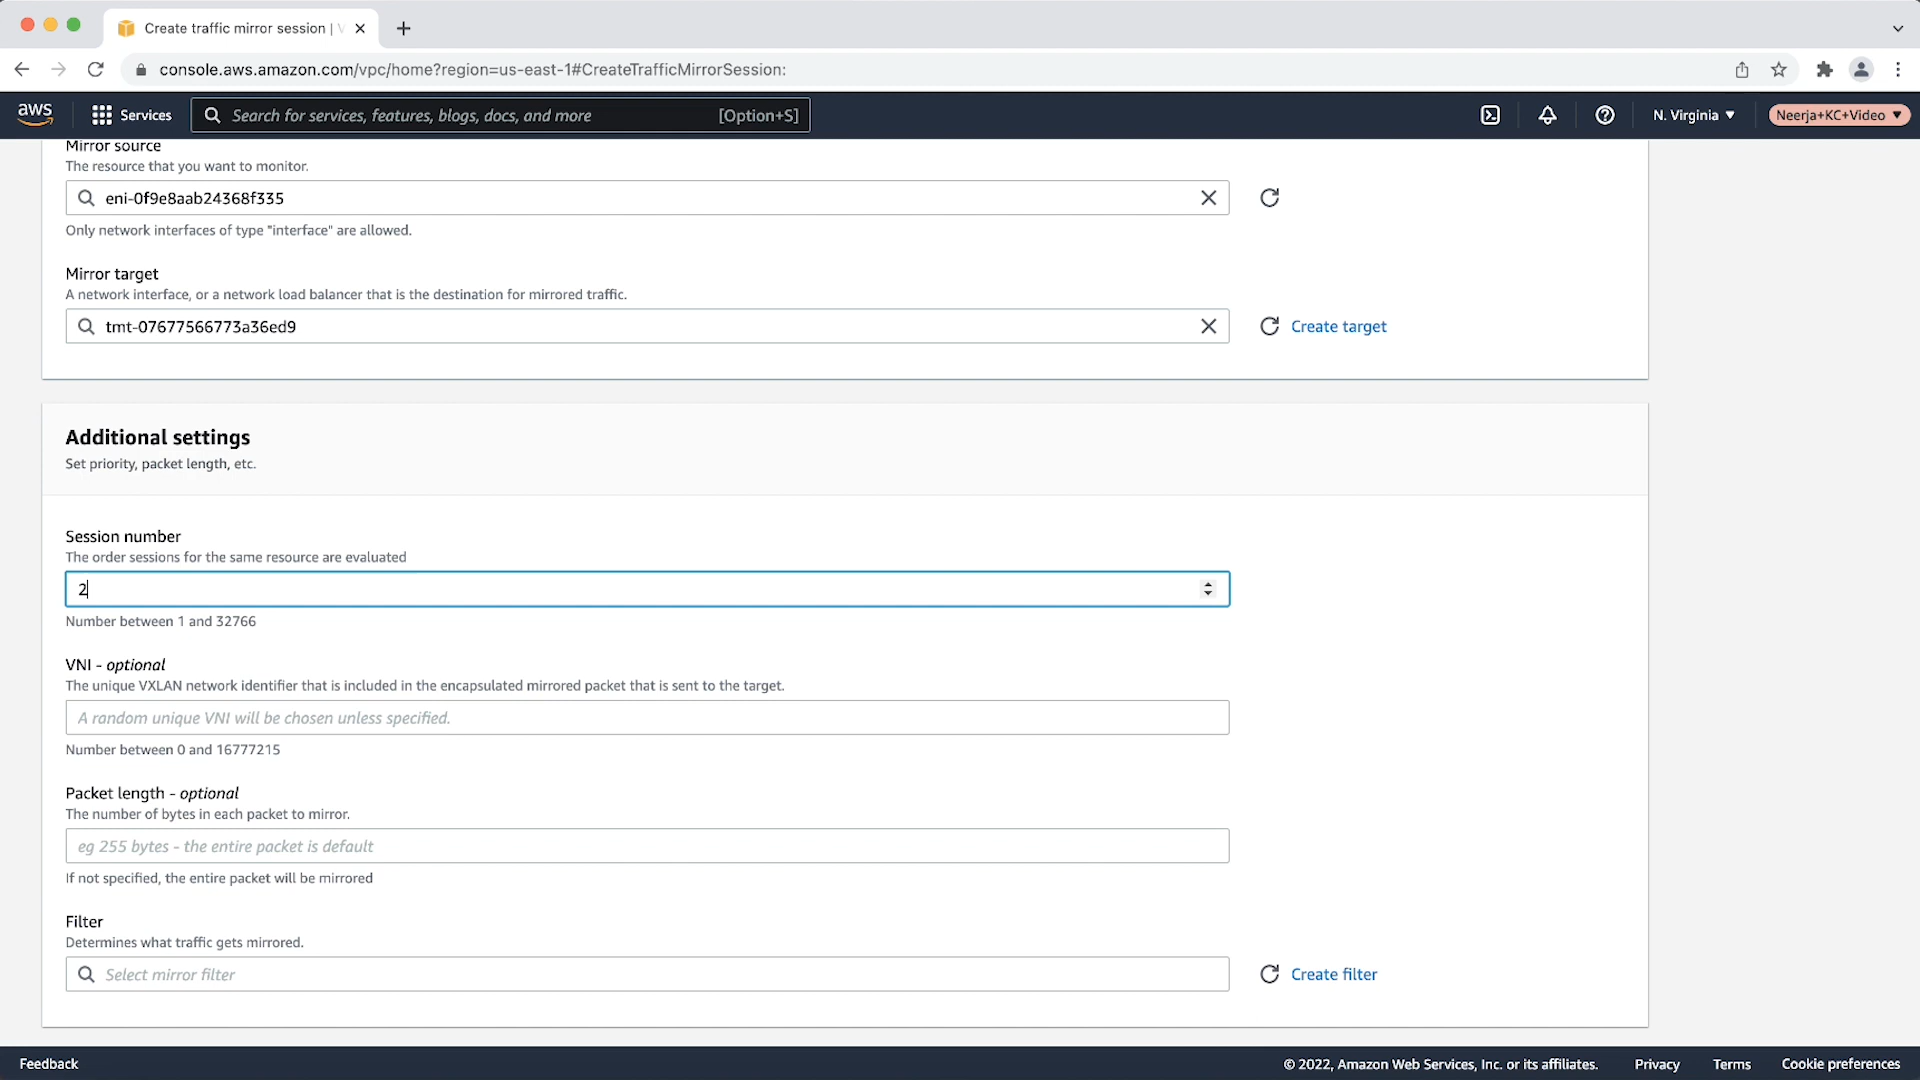 Create traffic mirror session | V
console.aws.amazon.com/vpc/home?region=us-east-1#CreateTrafficMirrorSession:
aws
Services
Search for services, features, blogs, docs, and more
[Option+S]
N. Virginia
Neerja+KC+Video
Mirror source
The resource that you want to monitor.
eni-0f9e8aab24368f335
Only network interfaces of type "interface" are allowed.
Mirror target
A network interface, or a network load balancer that is the destination for mirrored traffic.
tmt-07677566773a36ed9
Create target
Additional settings
Set priority, packet length, etc.
Session number
The order sessions for the same resource are evaluated
2
Number between 1 and 32766
VNI - optional
The unique VXLAN network identifier that is included in the encapsulated mirrored packet that is sent to the target.
A random unique VNI will be chosen unless specified.
Number between 0 and 16777215
Packet length - optional
The number of bytes in each packet to mirror.
eg 255 bytes - the entire packet is default
If not specified, the entire packet will be mirrored
Filter
Determines what traffic gets mirrored.
Select mirror filter
Create filter
Feedback
© 2022, Amazon Web Services, Inc. or its affiliates.
Privacy
Terms
Cookie preferences